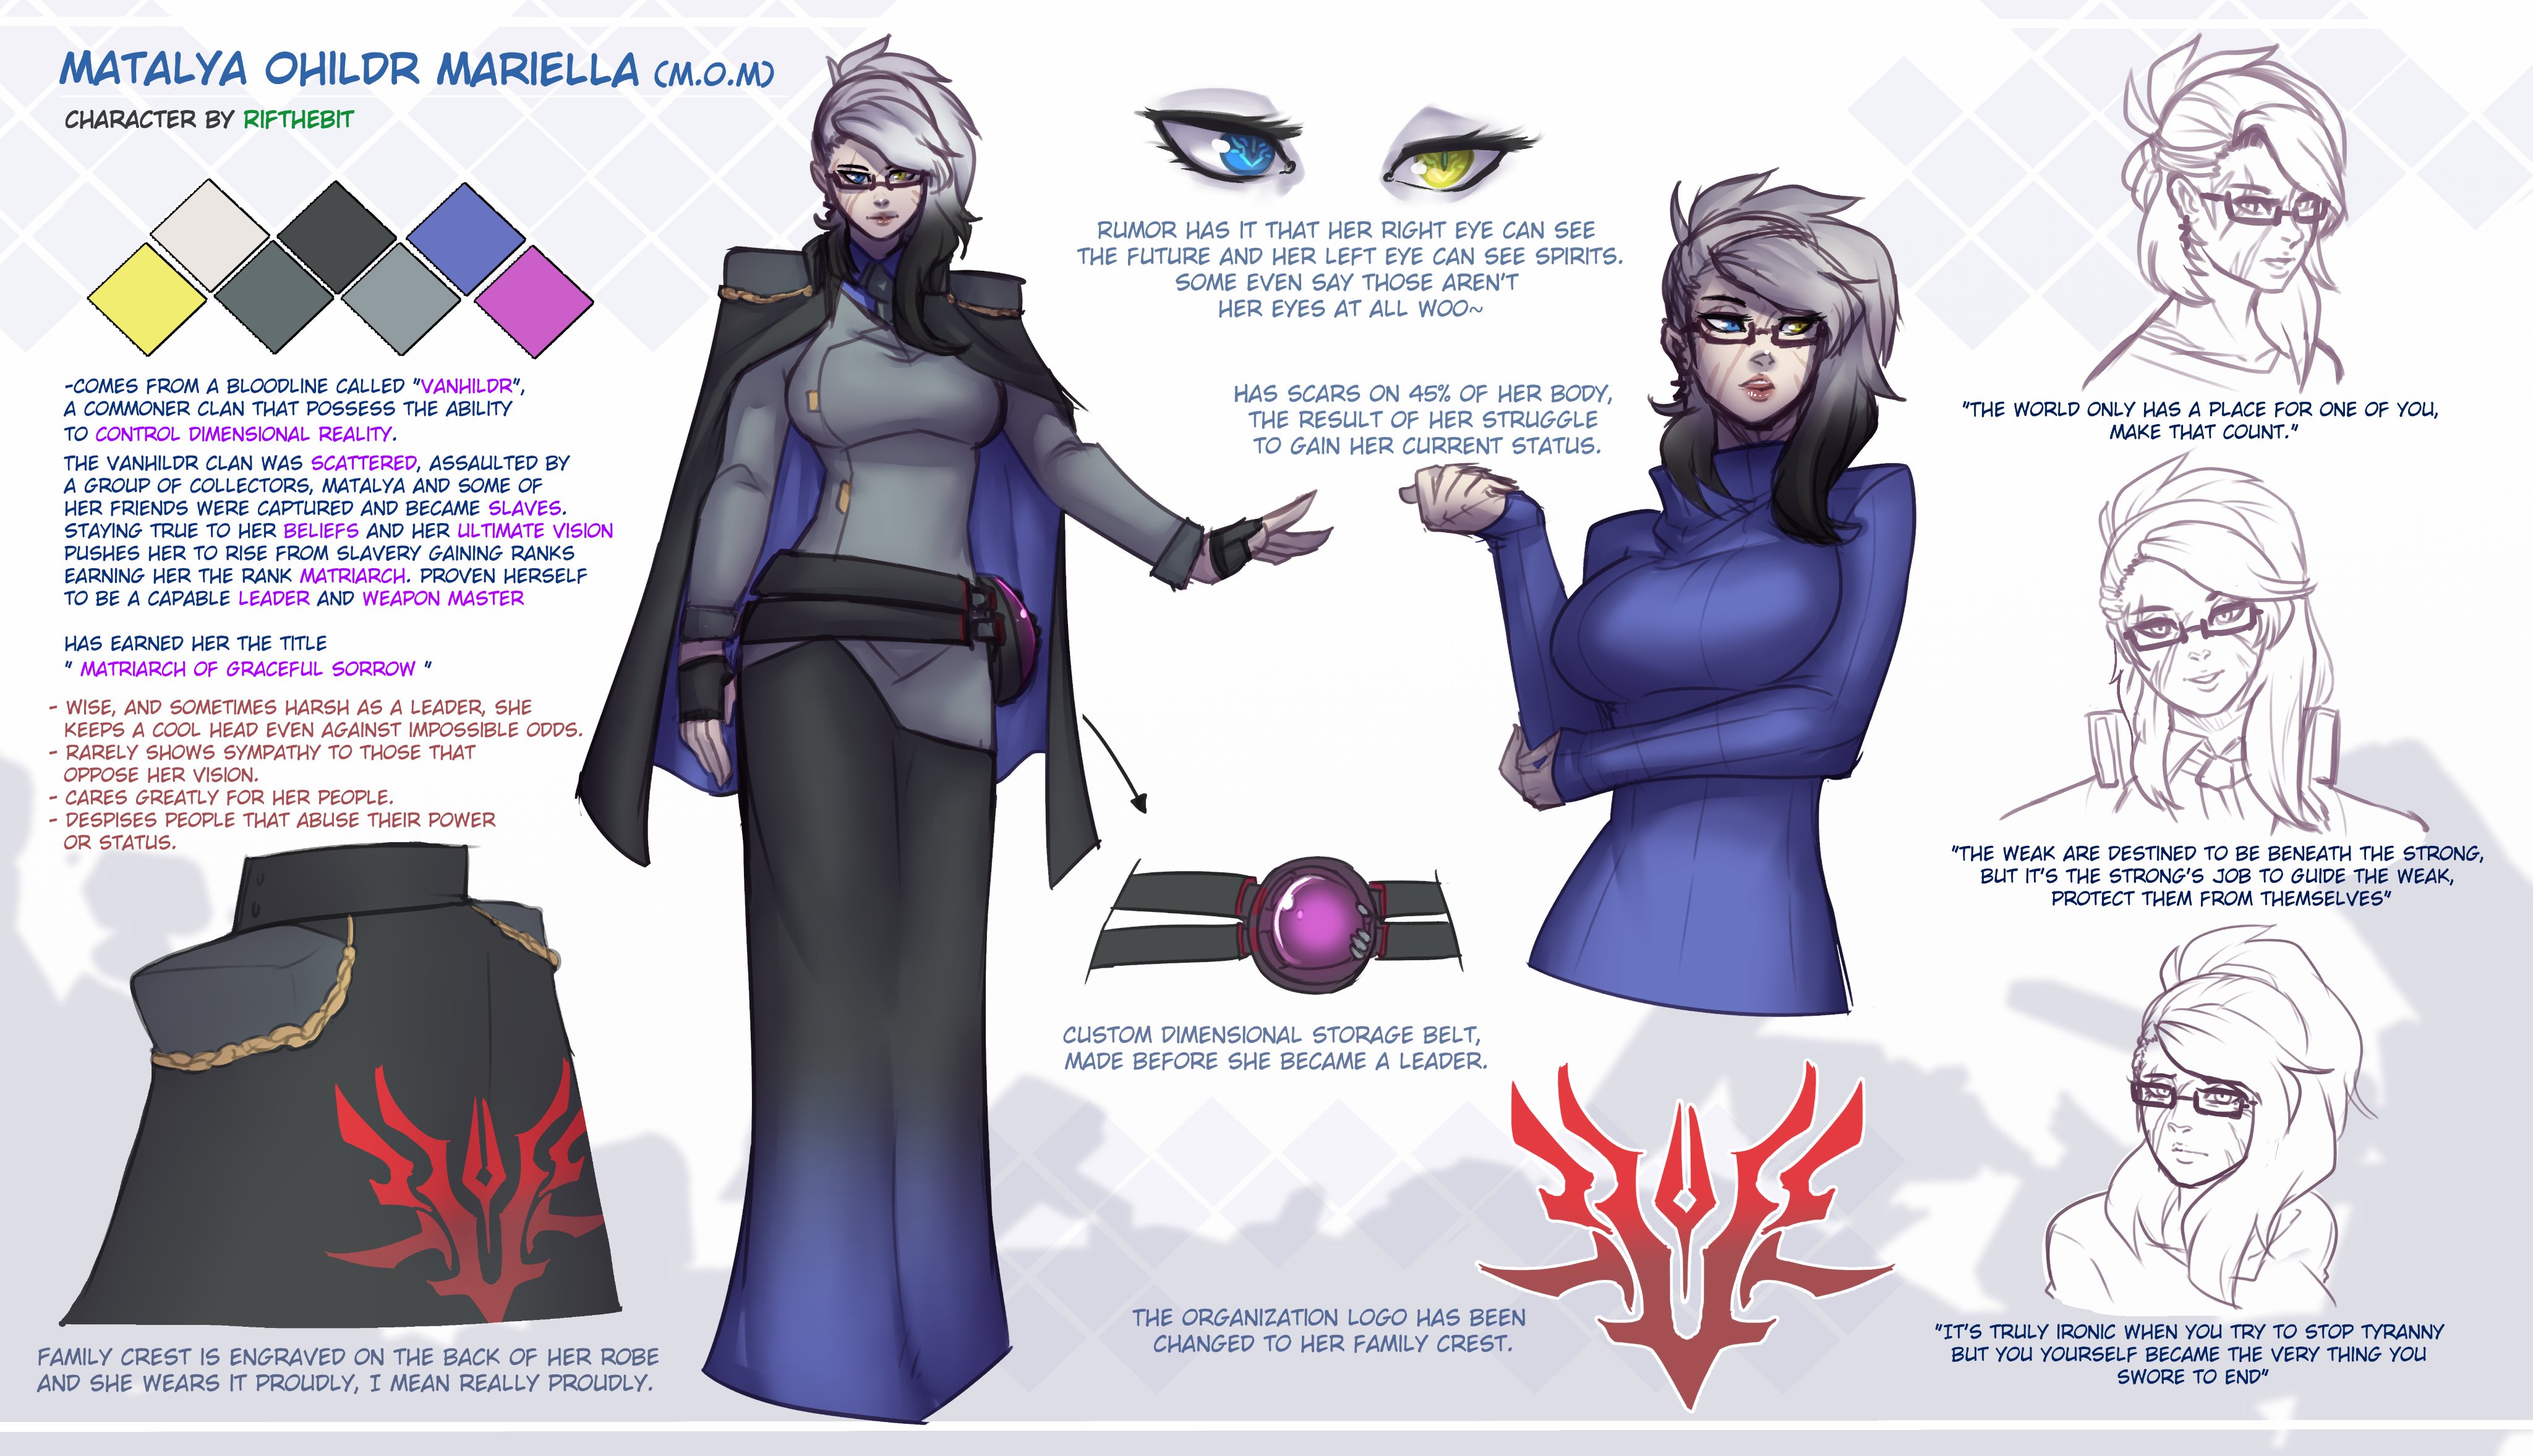 MATALYA OHILDR MARIELLA (M.O.M)
CHARACTER BY RIFTHEBIT
-COMES FROM A BLOODLINE CALLED "VANHILDR",
A COMMONER CLAN THAT POSSESS THE ABILITY
TO CONTROL DIMENSIONAL REALITY.
THE VANHILDR CLAN WAS SCATTERED, ASSAULTED BY
A GROUP OF COLLECTORS, MATALYA AND SOME OF
HER FRIENDS WERE CAPTURED AND BECAME SLAVES.
STAYING TRUE TO HER BELIEFS AND HER ULTIMATE VISION
PUSHES HER TO RISE FROM SLAVERY GAINING RANKS
EARNING HER THE RANK MATRIARCH. PROVEN HERSELF
TO BE A CAPABLE LEADER AND WEAPON MASTER
HAS EARNED HER THE TITLE
" MATRIARCH OF GRACEFUL SORROW "
- WISE, AND SOMETIMES HARSH AS A LEADER, SHE
KEEPS A COOL HEAD EVEN AGAINST IMPOSSIBLE ODDS.
- RARELY SHOWS SYMPATHY TO THOSE THAT
OPPOSE HER VISION.
- CARES GREATLY FOR HER PEOPLE.
- DESPISES PEOPLE THAT ABUSE THEIR POWER
OR STATUS.
FAMILY CREST IS ENGRAVED ON THE BACK OF HER ROBE
AND SHE WEARS IT PROUDLY, I MEAN REALLY PROUDLY.
RUMOR HAS IT THAT HER RIGHT EYE CAN SEE
THE FUTURE AND HER LEFT EYE CAN SEE SPIRITS.
SOME EVEN SAY THOSE AREN'T
HER EYES AT ALL WOO~
HAS SCARS ON 45% OF HER BODY,
THE RESULT OF HER STRUGGLE
TO GAIN HER CURRENT STATUS.
CUSTOM DIMENSIONAL STORAGE BELT,
MADE BEFORE SHE BECAME A LEADER.
THE ORGANIZATION LOGO HAS BEEN
CHANGED TO HER FAMILY CREST.
"THE WORLD ONLY HAS A PLACE FOR ONE OF YOU,
MAKE THAT COUNT."
"THE WEAK ARE DESTINED TO BE BENEATH THE STRONG,
BUT IT'S THE STRONG'S JOB TO GUIDE THE WEAK,
PROTECT THEM FROM THEMSELVES"
"IT'S TRULY IRONIC WHEN YOU TRY TO STOP TYRANNY
BUT YOU YOURSELF BECAME THE VERY THING YOU
SWORE TO END"